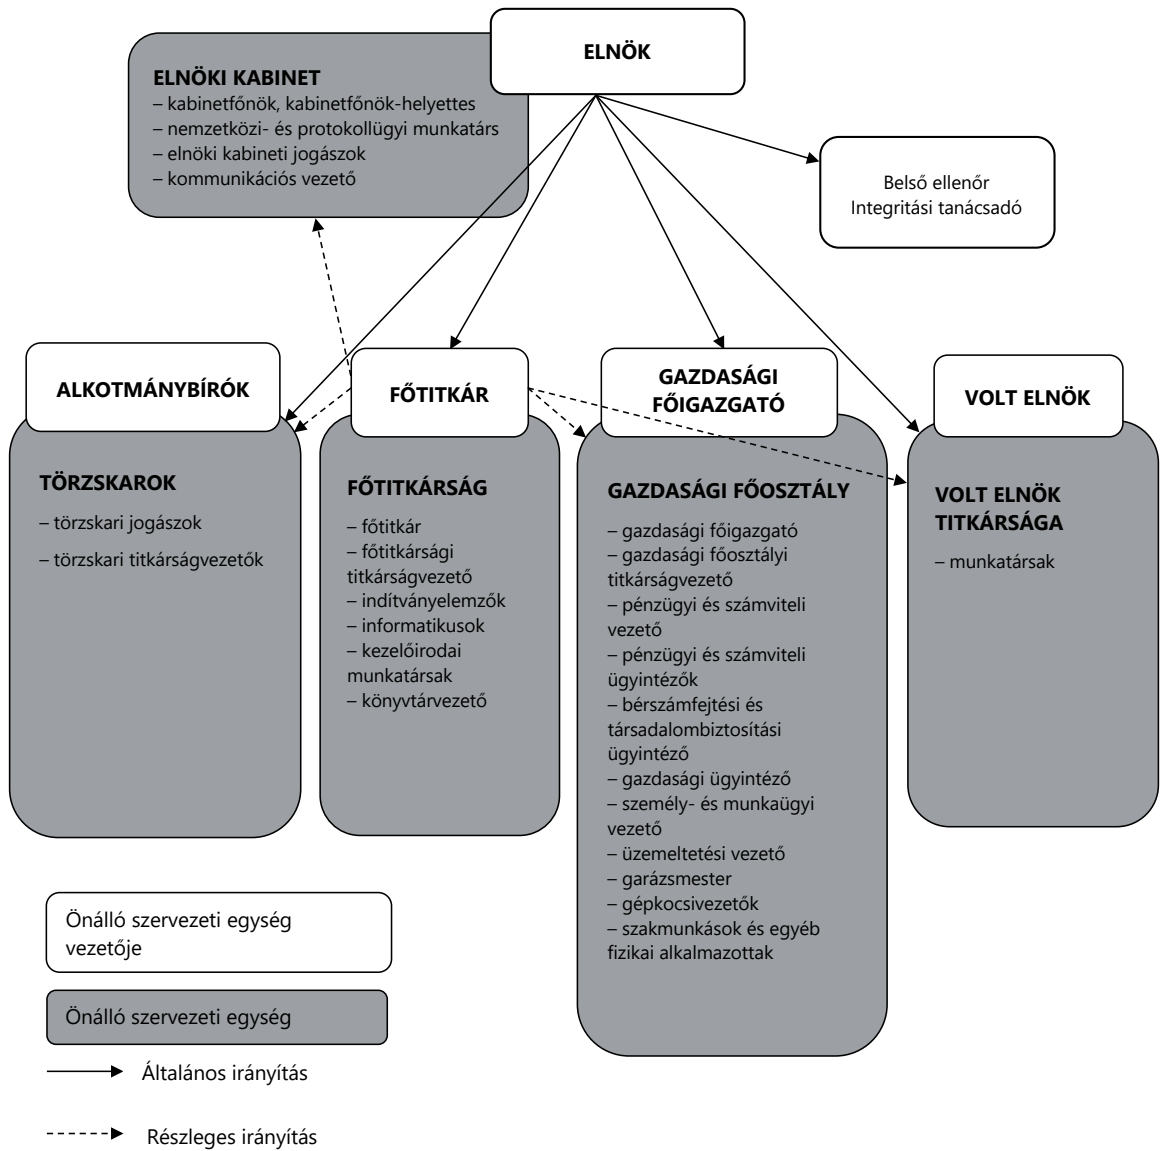 ELNÖK
ELNÖKI KABINET
– kabinetfőnök, kabinetfőnök-helyettes
– nemzetközi- és protokollügyi munkatárs
– elnöki kabineti jogászok
– kommunikációs vezető
Belső ellenőr
Integritási tanácsadó
ALKOTMÁNYBÍRÓK
TÖRZSKAROK
– törzskari jogászok
– törzskari titkárságvezetők
FŐTITKÁR
FŐTITKÁRSÁG
– főtitkár
– főtitkársági
titkárságvezető
– indítványelemzők
– informatikusok
– kezelőirodai
munkatársak
– könyvtárvezető
GAZDASÁGI
FŐIGAZGATÓ
GAZDASÁGI FŐOSZTÁLY
– gazdasági főigazgató
– gazdasági főosztályi
titkárságvezető
– pénzügyi és számviteli
vezető
– pénzügyi és számviteli
ügyintézők
– bérszámfejtési és
társadalombiztosítási
ügyintéző
– gazdasági ügyintéző
– személy- és munkaügyi
vezető
– üzemeltetési vezető
– garázsmester
– gépkocsivezetők
– szakmunkások és egyéb
fizikai alkalmazottak
VOLT ELNÖK
VOLT ELNÖK
TITKÁRSÁGA
– munkatársak
Önálló szervezeti egység
vezetője
Önálló szervezeti egység
Általános irányítás
Részleges irányítás